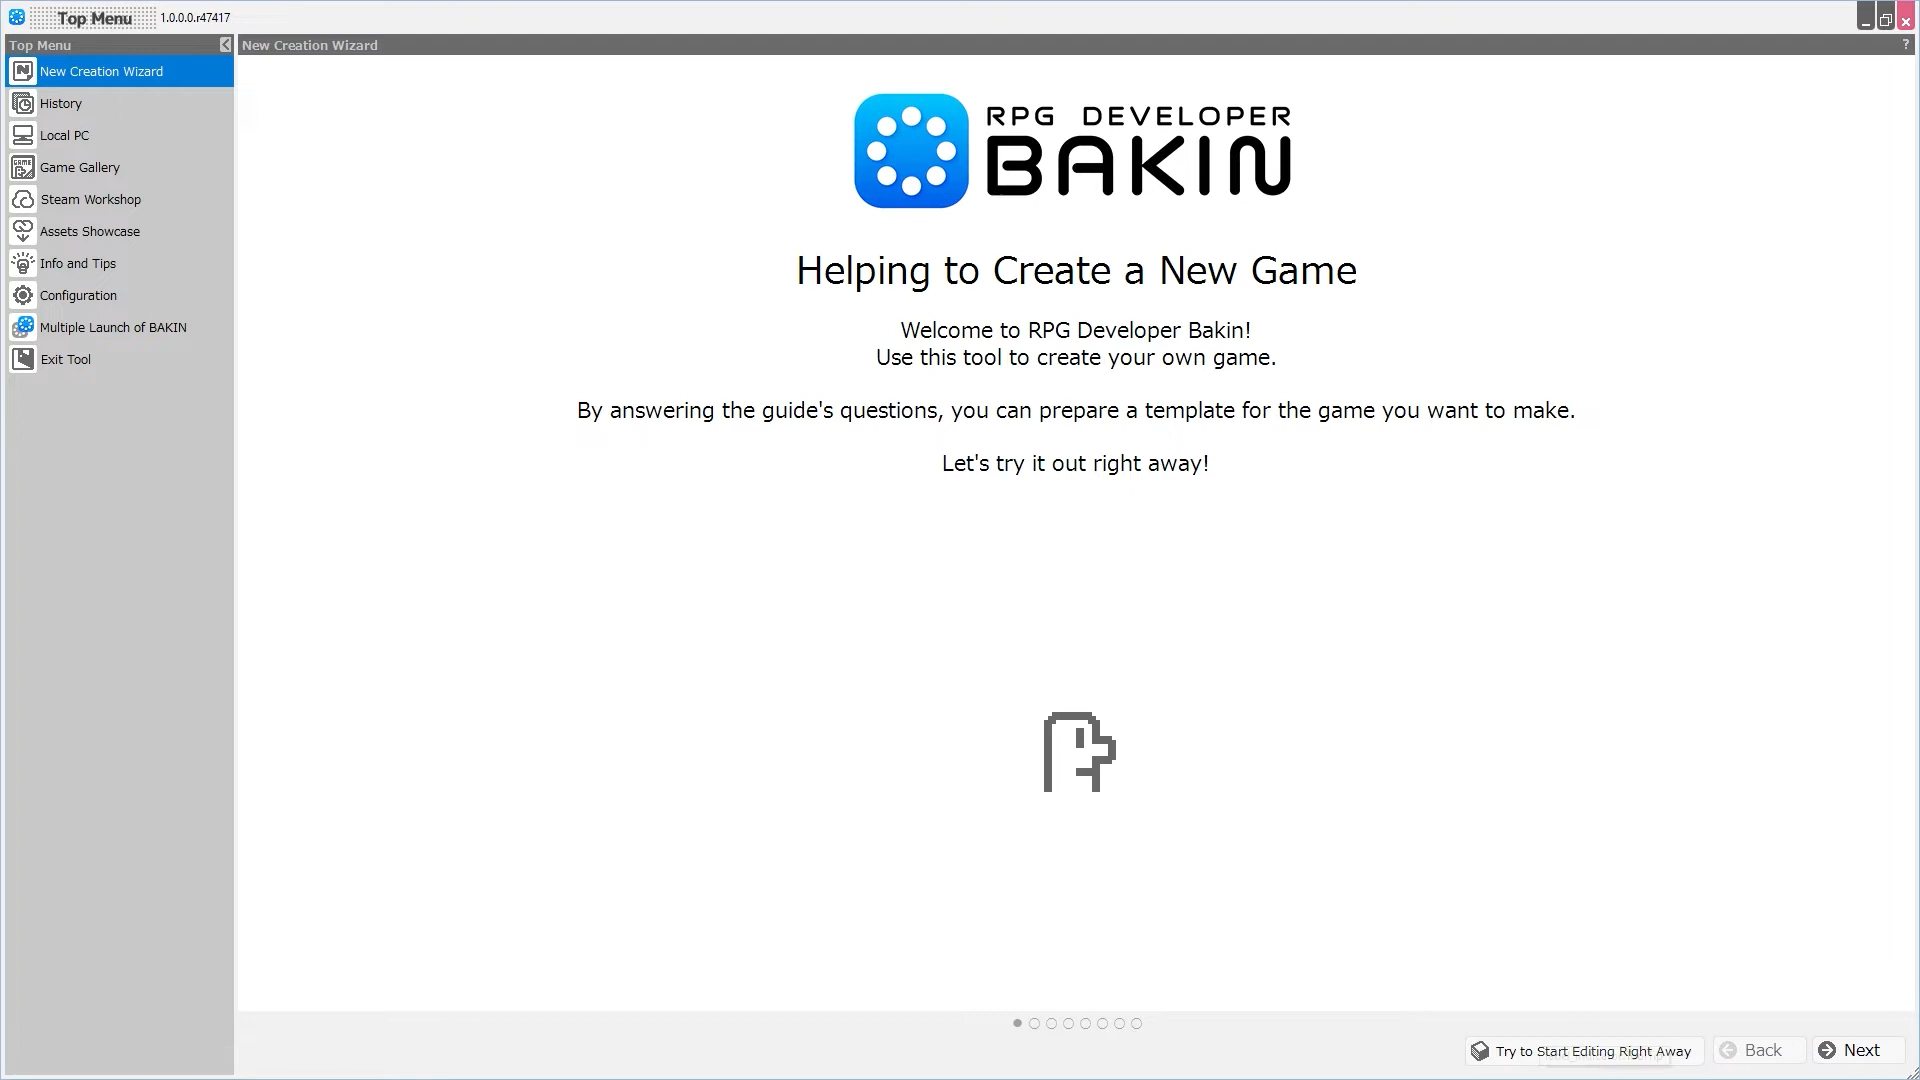 Top Menu 1.0.0.0.r47417
Top Menu
New Creation Wizard ?
New Creation Wizard
History
Local PC
Game Gallery
Steam Workshop
Assets Showcase
Info and Tips
Configuration
Multiple Launch of BAKIN
Exit Tool
RPG DEVELOPER
BAKIN
Helping to Create a New Game
Welcome to RPG Developer Bakin!
Use this tool to create your own game.
By answering the guide's questions, you can prepare a template for the game you want to make.
Let's try it out right away!
Try to Start Editing Right Away
Back
Next